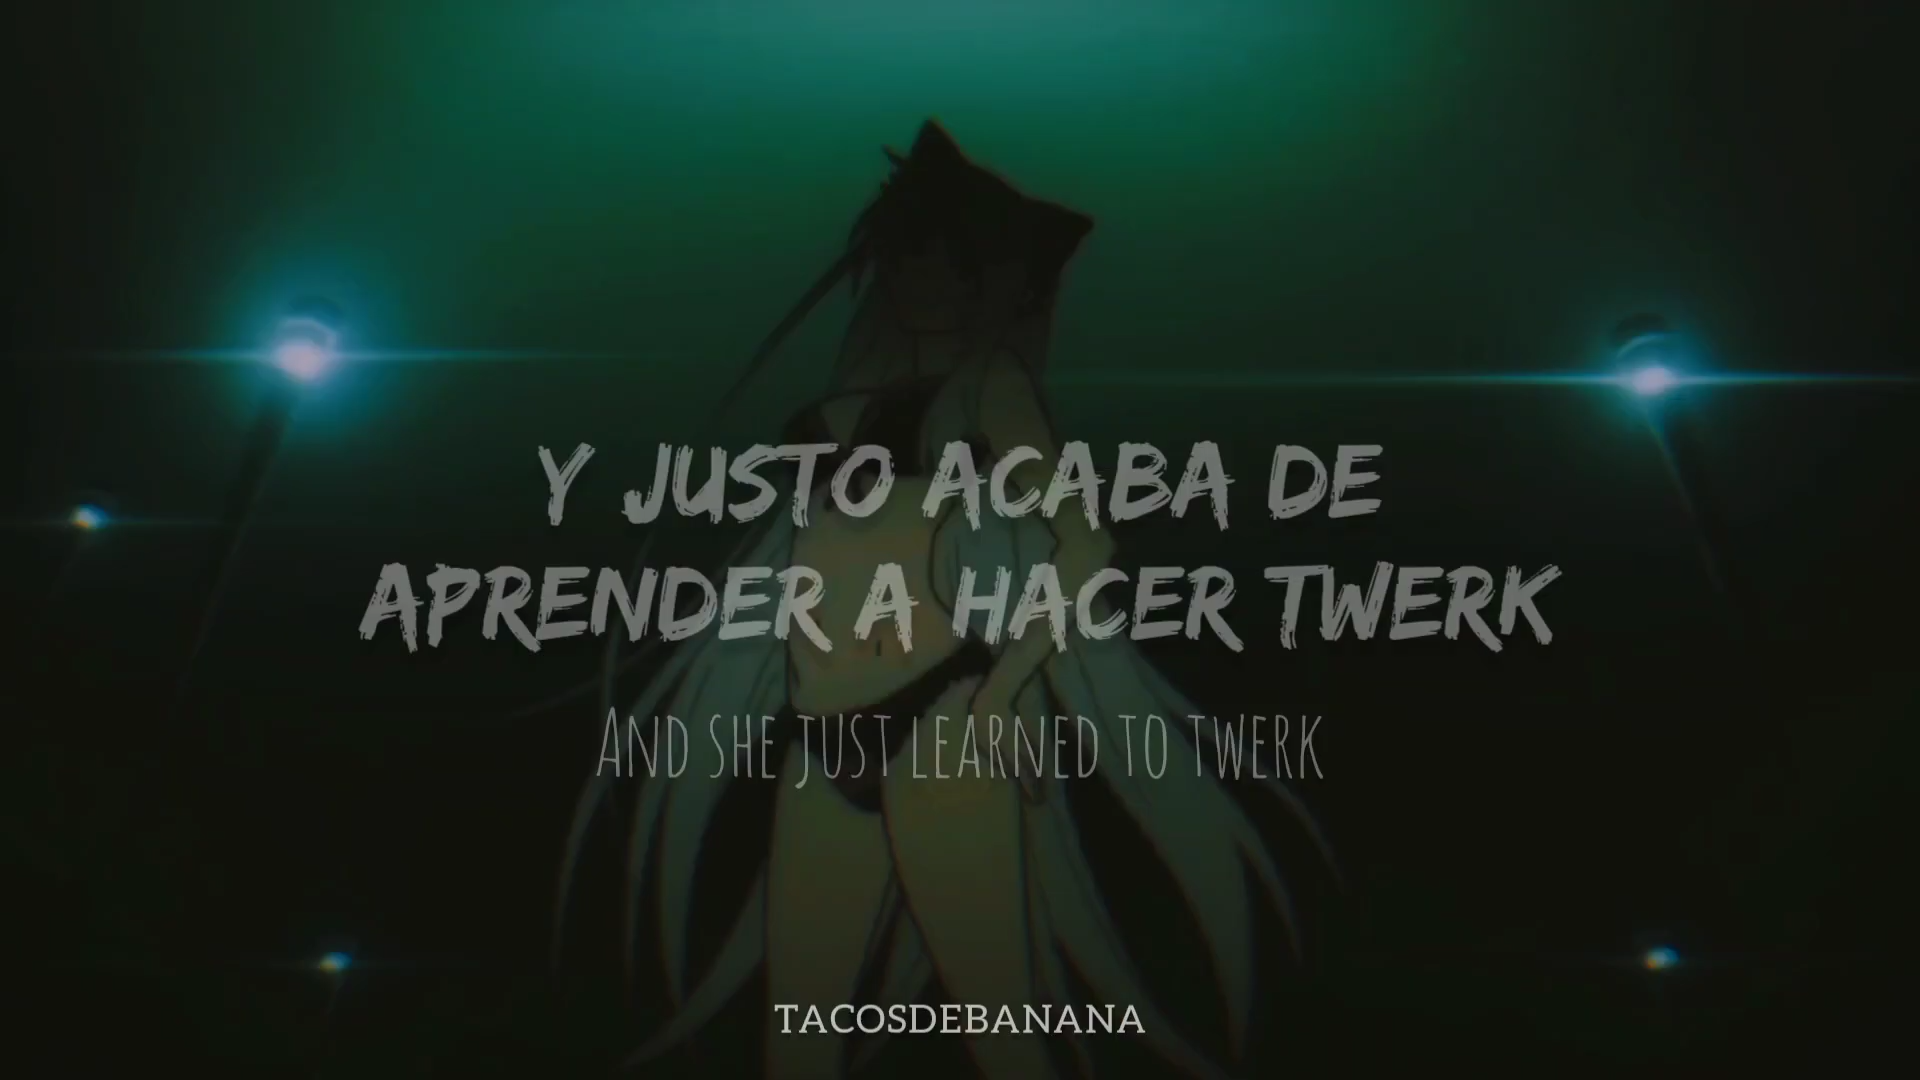 Y JUSTO ACABA DE
APRENDER A HACER TWERK
AND SHE JUST LEARNED TO TWERK
TACOSDEBANANA